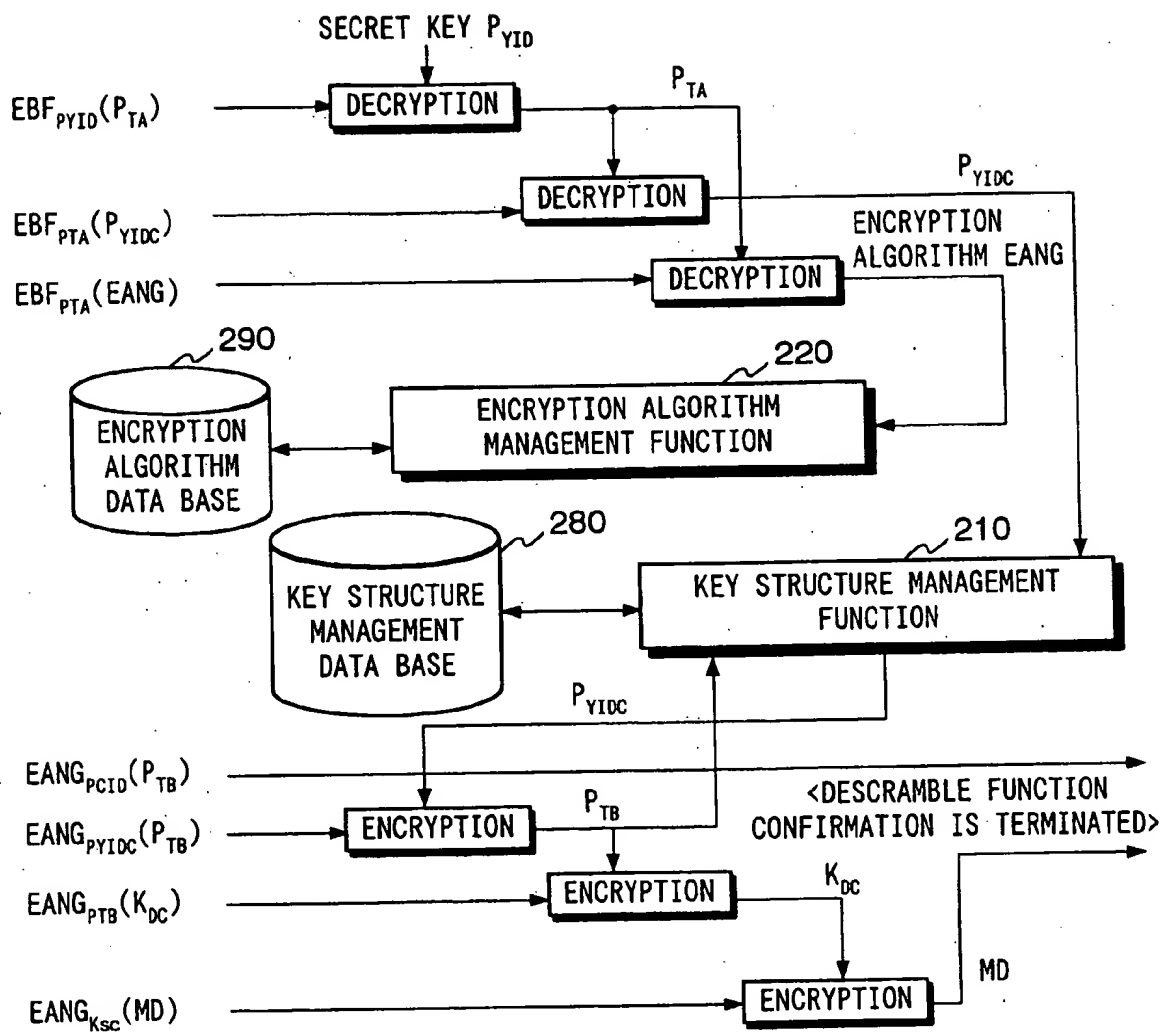 SECRET KEY P_YID
EBF_PYID(P_TA)
DECRYPTION
P_TA
DECRYPTION
P_YIDC
EBF_PTA(P_YIDC)
ENCRYPTION
ALGORITHM EANG
EBF_PTA(EANG)
DECRYPTION
290
220
ENCRYPTION
ALGORITHM
DATA BASE
ENCRYPTION ALGORITHM
MANAGEMENT FUNCTION
280
210
KEY STRUCTURE
MANAGEMENT
DATA BASE
KEY STRUCTURE MANAGEMENT
FUNCTION
P_YIDC
EANG_PCID(P_TB)
<DESCRAMBLE FUNCTION
CONFIRMATION IS TERMINATED>
EANG_PYIDC(P_TB)
ENCRYPTION
P_TB
EANG_PTB(K_DC)
ENCRYPTION
K_DC
MD
EANG_Ksc(MD)
ENCRYPTION